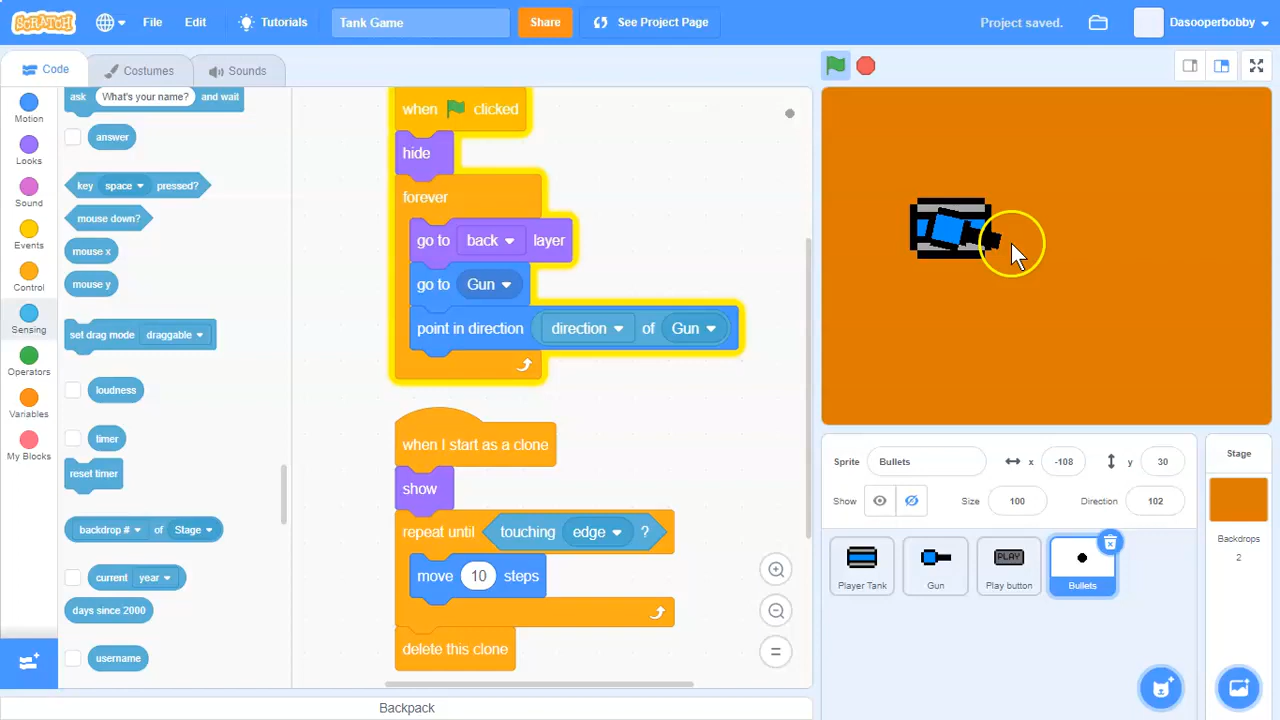 SCRATCH
File
Edit
Tutorials
Tank Game
Share
See Project Page
Project saved.
Dasooperbobby
Code
Costumes
Sounds
Motion
Looks
Sound
Events
Control
Sensing
Operators
Variables
My Blocks
ask What's your name? and wait
answer
key space pressed?
mouse down?
mouse x
mouse y
set drag mode draggable
loudness
timer
reset timer
backdrop # of Stage
current year
days since 2000
username
when clicked
hide
forever
go to back layer
go to Gun
point in direction direction of Gun
when I start as a clone
show
repeat until touching edge ?
move 10 steps
delete this clone
Backpack
Sprite Bullets x -108 y 30
Show Size 100 Direction 102
Player Tank
Gun
PLAY
Play button
Bullets
Stage
Backdrops
2